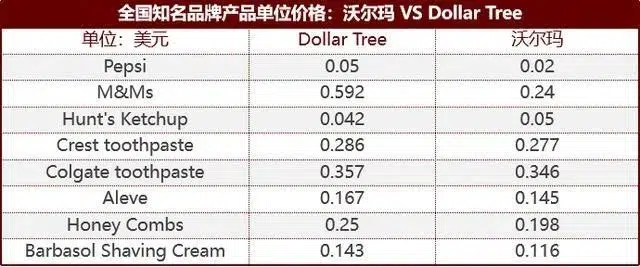 全国知名品牌产品单位价格：沃尔玛 VS Dollar Tree
单位：美元 Dollar Tree 沃尔玛
Pepsi 0.05 0.02
M&Ms 0.592 0.24
Hunt's Ketchup 0.042 0.05
Crest toothpaste 0.286 0.277
Colgate toothpaste 0.357 0.346
Aleve 0.167 0.145
Honey Combs 0.25 0.198
Barbasol Shaving Cream 0.143 0.116